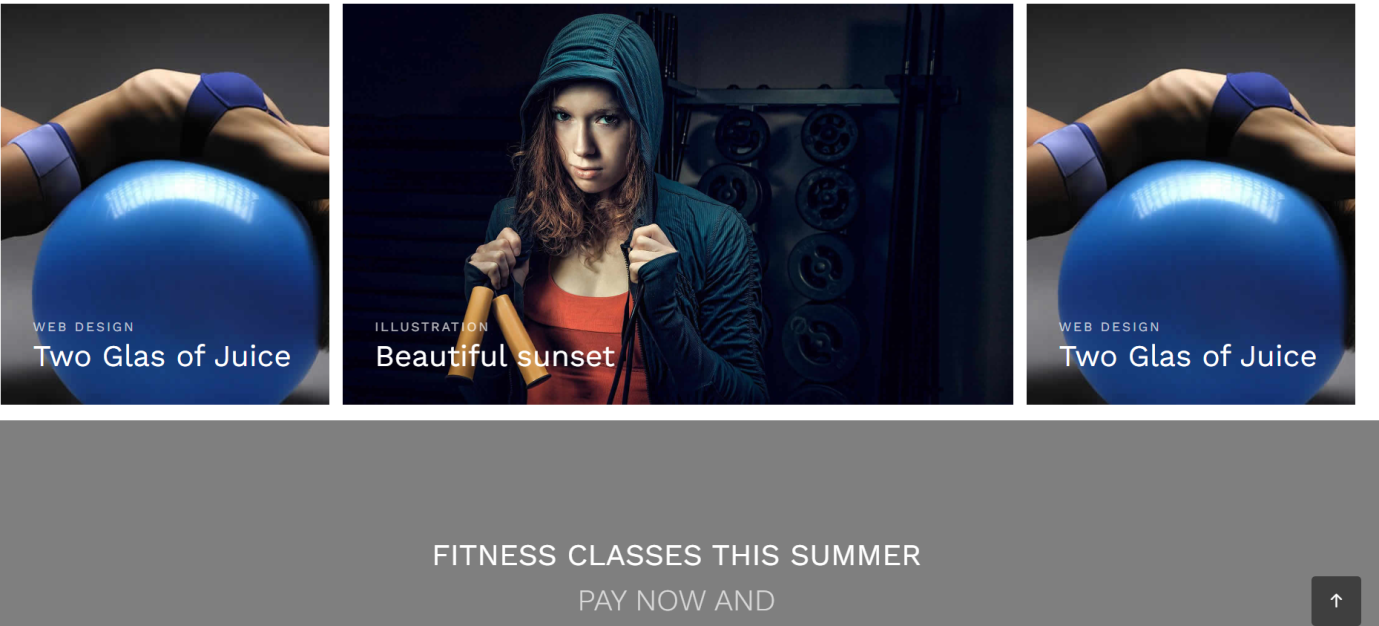 WEB DESIGN
Two Glas of Juice
ILLUSTRATION
Beautiful sunset
WEB DESIGN
Two Glas of Juice
FITNESS CLASSES THIS SUMMER
PAY NOW AND